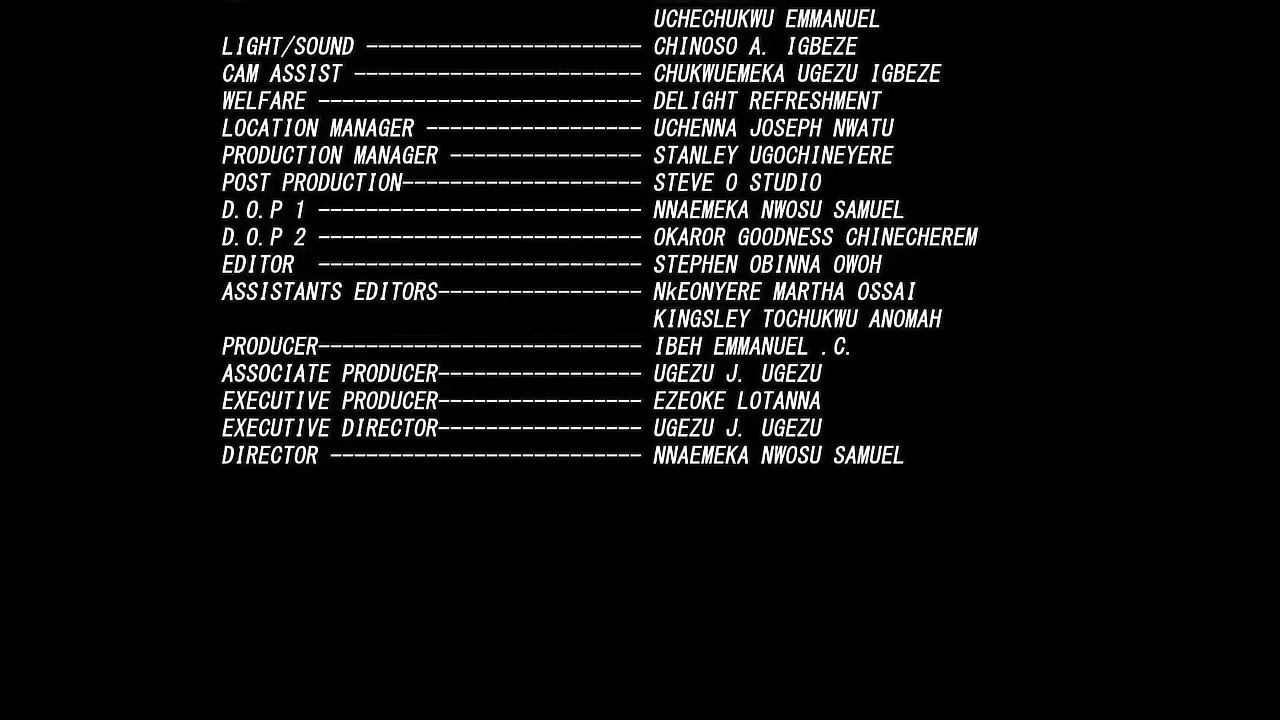 UCHECHUKWU EMMANUEL
LIGHT/SOUND ----------------------- CHINOSO A. IGBEZE
CAM ASSIST ------------------------ CHUKWUEMEKA UGEZU IGBEZE
WELFARE --------------------------- DELIGHT REFRESHMENT
LOCATION MANAGER ------------------ UCHENNA JOSEPH NWATU
PRODUCTION MANAGER ---------------- STANLEY UGOCHINEYERE
POST PRODUCTION-------------------- STEVE O STUDIO
D.O.P 1 --------------------------- NNAEMEKA NWOSU SAMUEL
D.O.P 2 --------------------------- OKAROR GOODNESS CHINECHEREM
EDITOR  --------------------------- STEPHEN OBINNA OWOH
ASSISTANTS EDITORS----------------- NkEONYERE MARTHA OSSAI
KINGSLEY TOCHUKWU ANOMAH
PRODUCER--------------------------- IBEH EMMANUEL .C.
ASSOCIATE PRODUCER----------------- UGEZU J. UGEZU
EXECUTIVE PRODUCER----------------- EZEOKE LOTANNA
EXECUTIVE DIRECTOR----------------- UGEZU J. UGEZU
DIRECTOR -------------------------- NNAEMEKA NWOSU SAMUEL